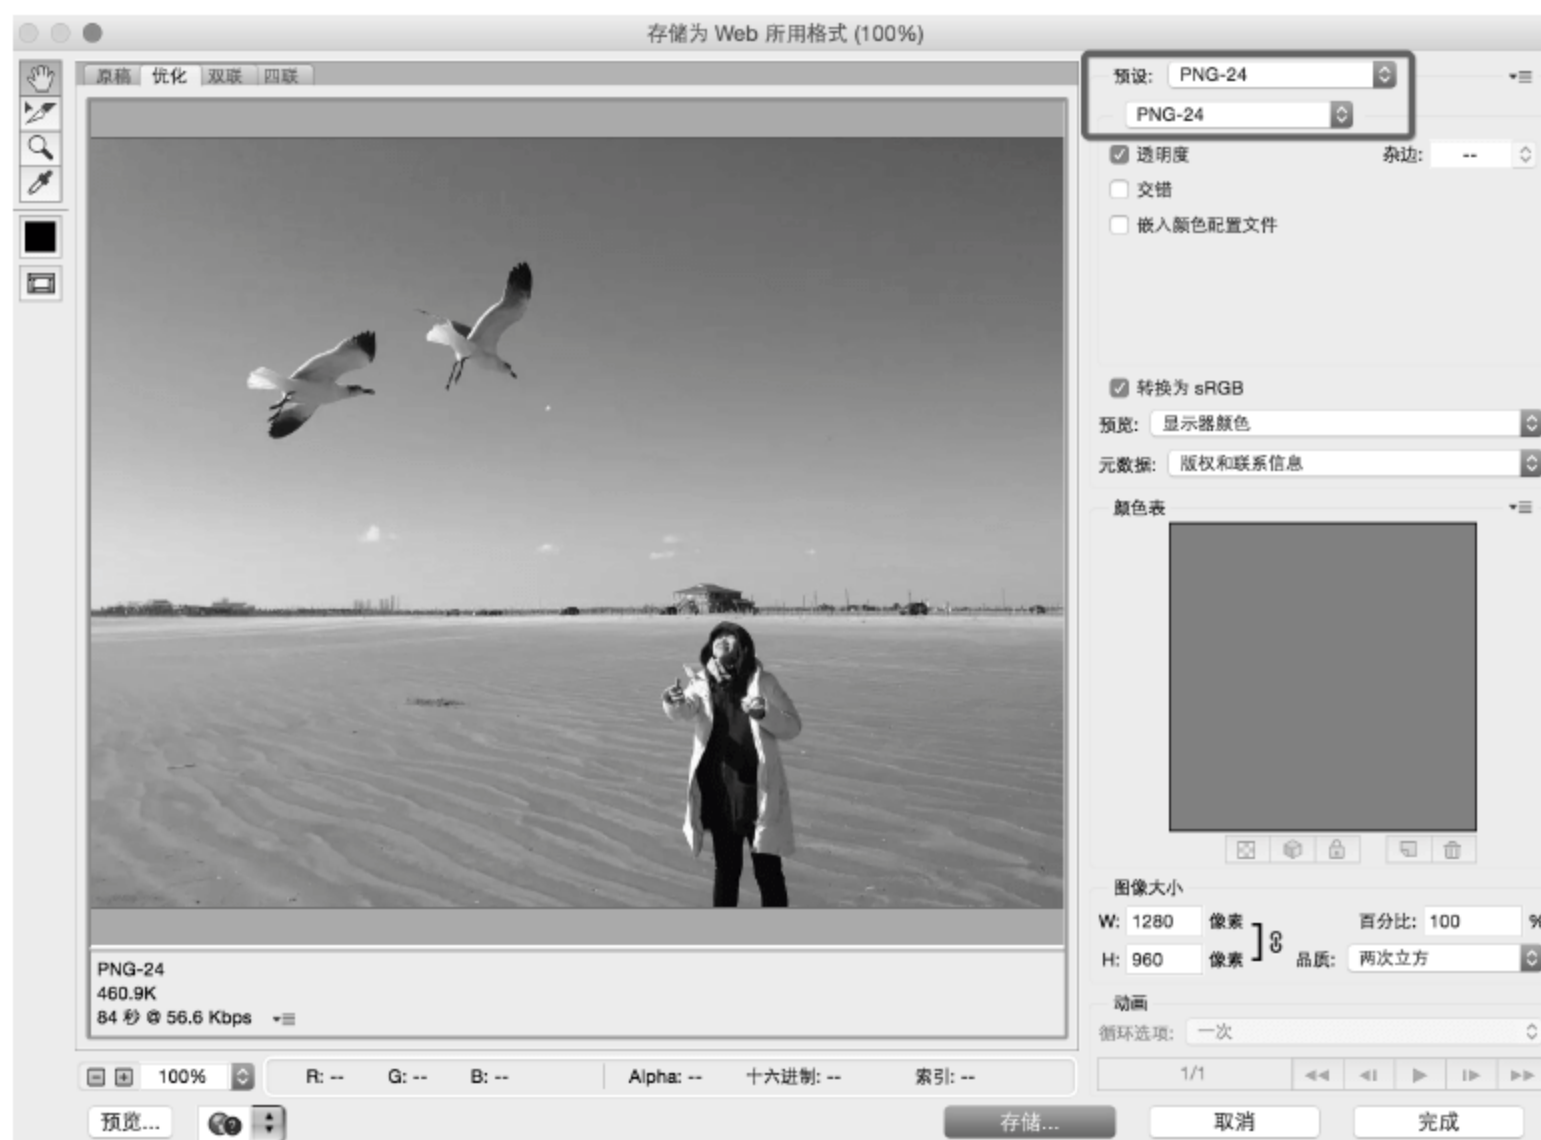 存储为 Web 所用格式 (100%)
原稿 优化 双联 四联
预设: PNG-24
PNG-24
透明度 杂边: --
交错
嵌入颜色配置文件
转换为 sRGB
预览: 显示器颜色
元数据: 版权和联系信息
颜色表
图像大小
W: 1280 像素 百分比: 100 %
H: 960 像素 品质: 两次立方
PNG-24
460.9K
84 秒 @ 56.6 Kbps
动画
循环选项: 一次
100% R: -- G: -- B: -- Alpha: -- 十六进制: -- 索引: --
1/1
预览... 存储... 取消 完成